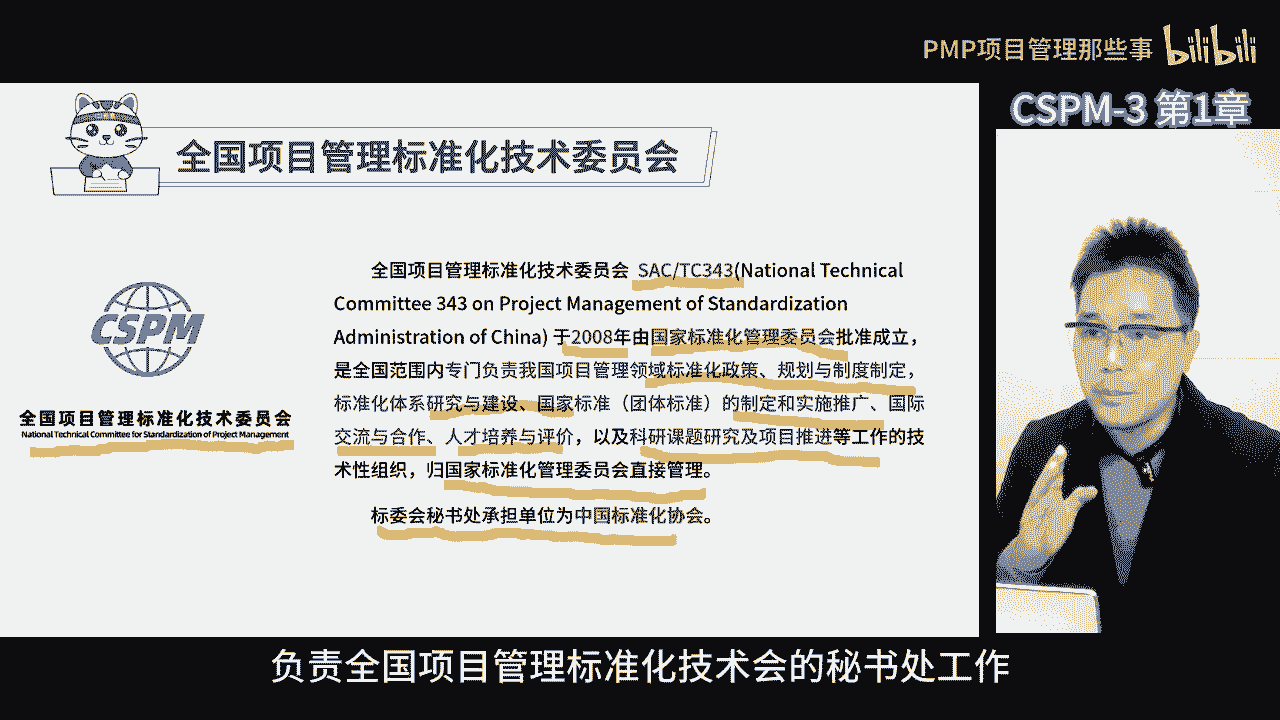 PMP项目管理那些事 bilibili
CSPM-3 第1章
全国项目管理标准化技术委员会
CSPM
全国项目管理标准化技术委员会
National Technical Committee for Standardization of Project Management
全国项目管理标准化技术委员会 SAC/TC343(National Technical
Committee 343 on Project Management of Standardization
Administration of China) 于2008年由国家标准化管理委员会批准成立，
是全国范围内专门负责我国项目管理领域标准化政策、规划与制度制定，
标准化体系研究与建设、国家标准（团体标准）的制定和实施推广、国际
交流与合作、人才培养与评价，以及科研课题研究及项目推进等工作的技
术性组织，归国家标准化管理委员会直接管理。
标委会秘书处承担单位为中国标准化协会。
负责全国项目管理标准化技术会的秘书处工作